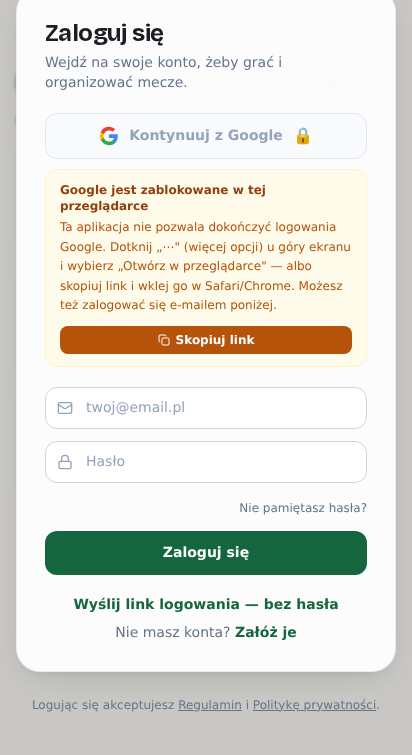 Zaloguj się
Wejdź na swoje konto, żeby grać i
organizować mecze.
Kontynuuj z Google
Google jest zablokowane w tej
przeglądarce
Ta aplikacja nie pozwala dokończyć logowania
Google. Dotknij „⋯" (więcej opcji) u góry ekranu
i wybierz „Otwórz w przeglądarce" — albo
skopiuj link i wklej go w Safari/Chrome. Możesz
też zalogować się e-mailem poniżej.
Skopiuj link
twoj@email.pl
Hasło
Nie pamiętasz hasła?
Zaloguj się
Wyślij link logowania — bez hasła
Nie masz konta? Załóż je
Logując się akceptujesz Regulamin i Politykę prywatności.